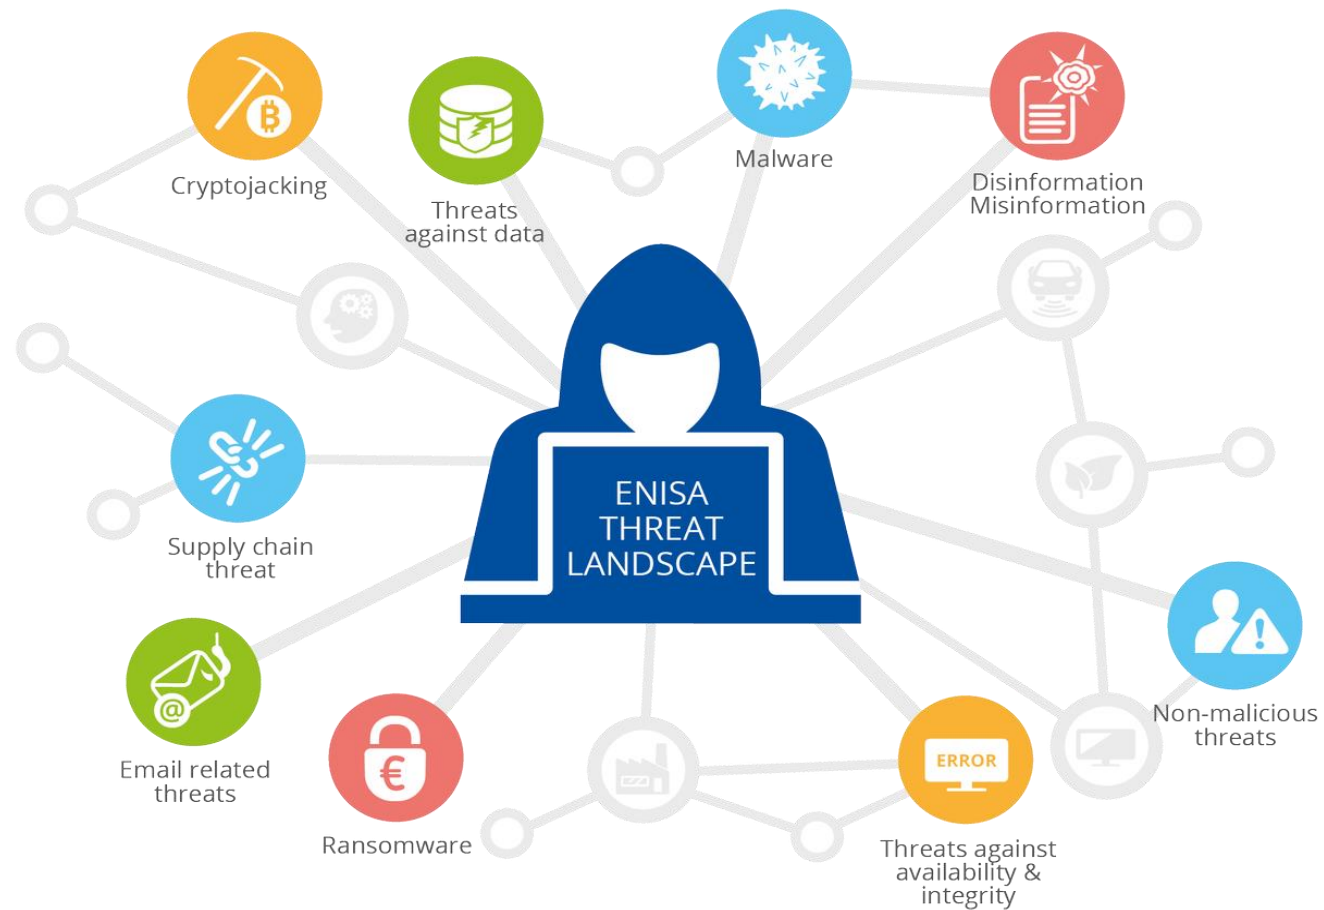 Cryptojacking
Threats
against data
Malware
Disinformation
Misinformation
ENISA
THREAT
LANDSCAPE
Supply chain
threat
@
Email related
threats
€
Ransomware
ERROR
Threats against
availability &
integrity
!
Non-malicious
threats
₿